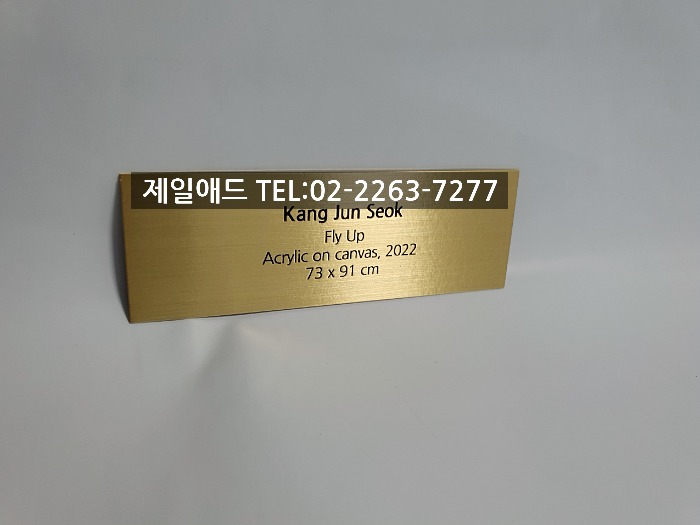 제일애드 TEL:02-2263-7277
Kang Jun Seok
Fly Up
Acrylic on canvas, 2022
73 x 91 cm